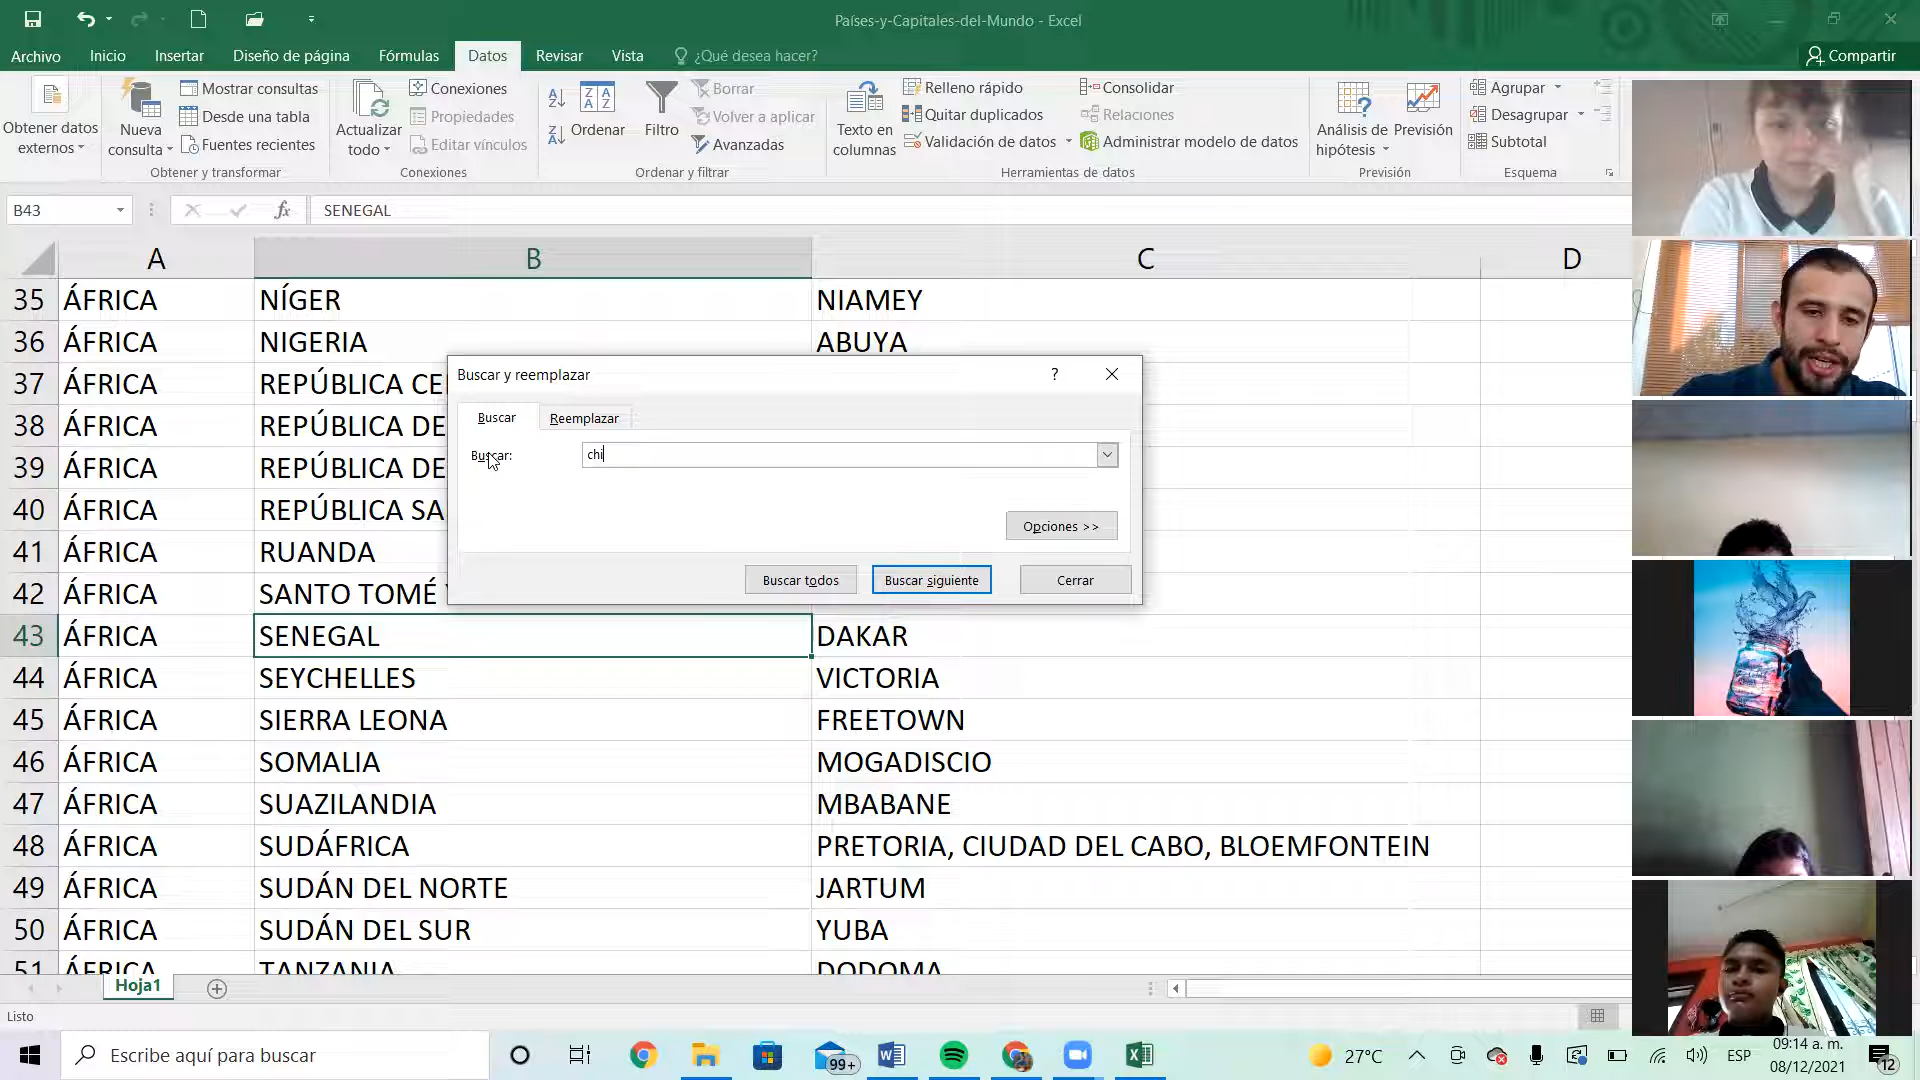 Países-y-Capitales-del-Mundo - Excel
Archivo Inicio Insertar Diseño de página Fórmulas Datos Revisar Vista ¿Qué desea hacer? Compartir
Obtener datos externos
Nueva consulta
Mostrar consultas
Desde una tabla
Fuentes recientes
Obtener y transformar
Actualizar todo
Conexiones
Propiedades
Editar vínculos
Conexiones
Ordenar
Filtro
Borrar
Volver a aplicar
Avanzadas
Ordenar y filtrar
Texto en columnas
Relleno rápido
Quitar duplicados
Validación de datos
Consolidar
Relaciones
Administrar modelo de datos
Herramientas de datos
Análisis de hipótesis
Previsión
Previsión
Agrupar
Desagrupar
Subtotal
Esquema
B43 fx SENEGAL
A B C D
35 ÁFRICA NÍGER NIAMEY
36 ÁFRICA NIGERIA ABUYA
37 ÁFRICA REPÚBLICA CE
38 ÁFRICA REPÚBLICA DE
39 ÁFRICA REPÚBLICA DE
40 ÁFRICA REPÚBLICA SA
41 ÁFRICA RUANDA
42 ÁFRICA SANTO TOMÉ
43 ÁFRICA SENEGAL DAKAR
44 ÁFRICA SEYCHELLES VICTORIA
45 ÁFRICA SIERRA LEONA FREETOWN
46 ÁFRICA SOMALIA MOGADISCIO
47 ÁFRICA SUAZILANDIA MBABANE
48 ÁFRICA SUDÁFRICA PRETORIA, CIUDAD DEL CABO, BLOEMFONTEIN
49 ÁFRICA SUDÁN DEL NORTE JARTUM
50 ÁFRICA SUDÁN DEL SUR YUBA
51 ÁFRICA TANZANIA DODOMA
Buscar y reemplazar ?
Buscar Reemplazar
Buscar: chi
Opciones >>
Buscar todos Buscar siguiente Cerrar
Hoja1
Listo
Escribe aquí para buscar 99+ 27°C ESP 09:14 a. m.
08/12/2021 12